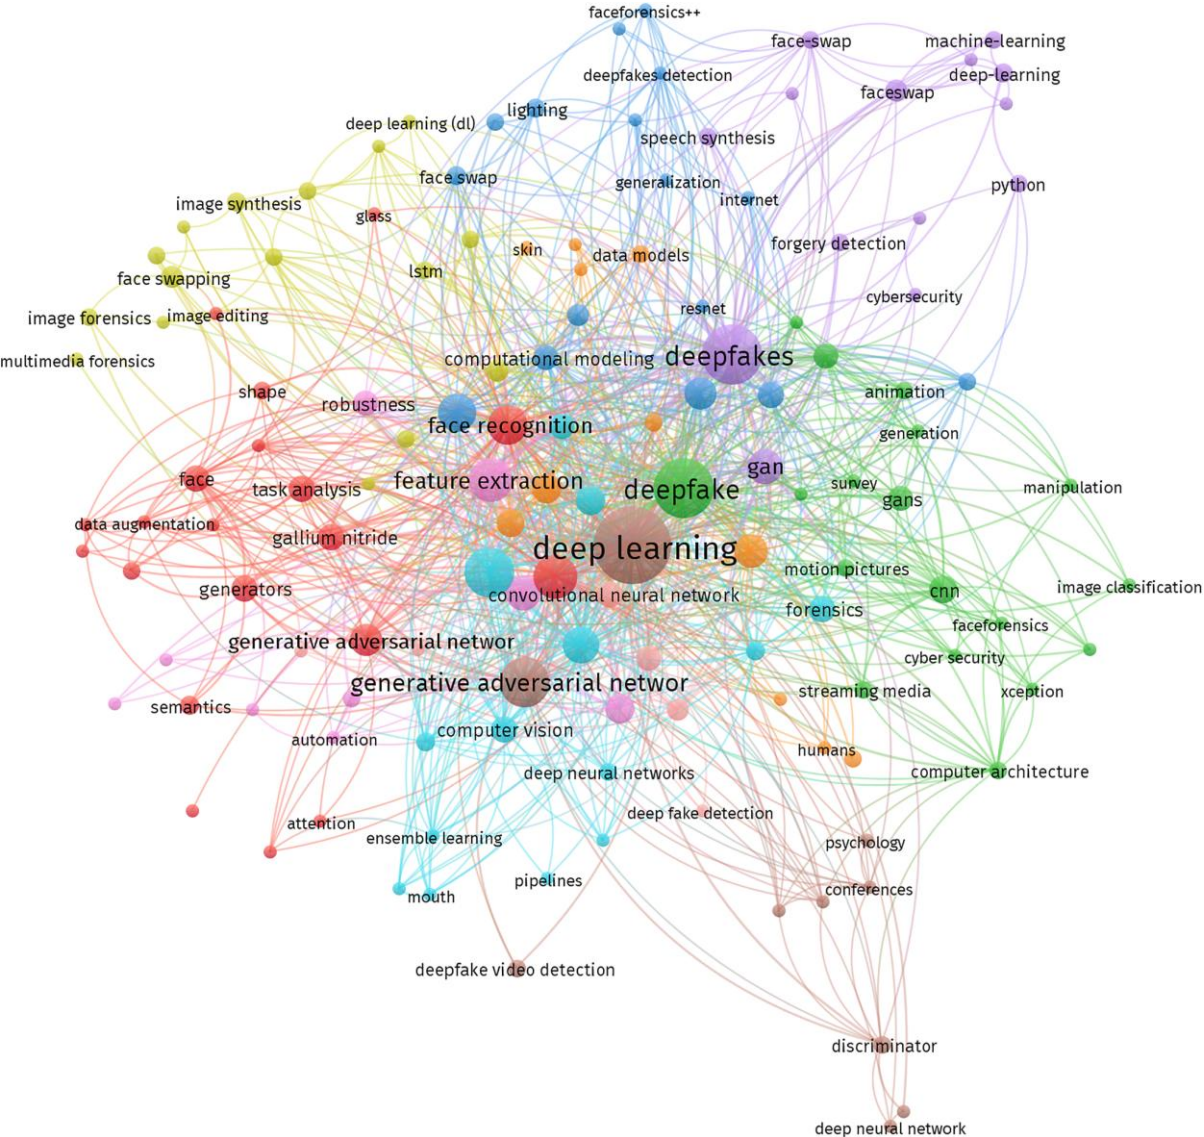 faceforensics++
face-swap
machine-learning
deepfakes detection
deep-learning
faceswap
lighting
deep learning (dl)
speech synthesis
face swap
generalization
python
internet
image synthesis
glass
forgery detection
skin
data models
lstm
face swapping
cybersecurity
resnet
image forensics
image editing
computational modeling
deepfakes
multimedia forensics
shape
animation
robustness
face recognition
generation
gan
face
feature extraction
survey
manipulation
task analysis
deepfake
gans
data augmentation
gallium nitride
deep learning
motion pictures
generators
cnn
image classification
convolutional neural network
forensics
faceforensics
generative adversarial networ
cyber security
generative adversarial networ
streaming media
xception
semantics
computer vision
automation
humans
deep neural networks
computer architecture
deep fake detection
attention
ensemble learning
psychology
pipelines
conferences
mouth
deepfake video detection
discriminator
deep neural network